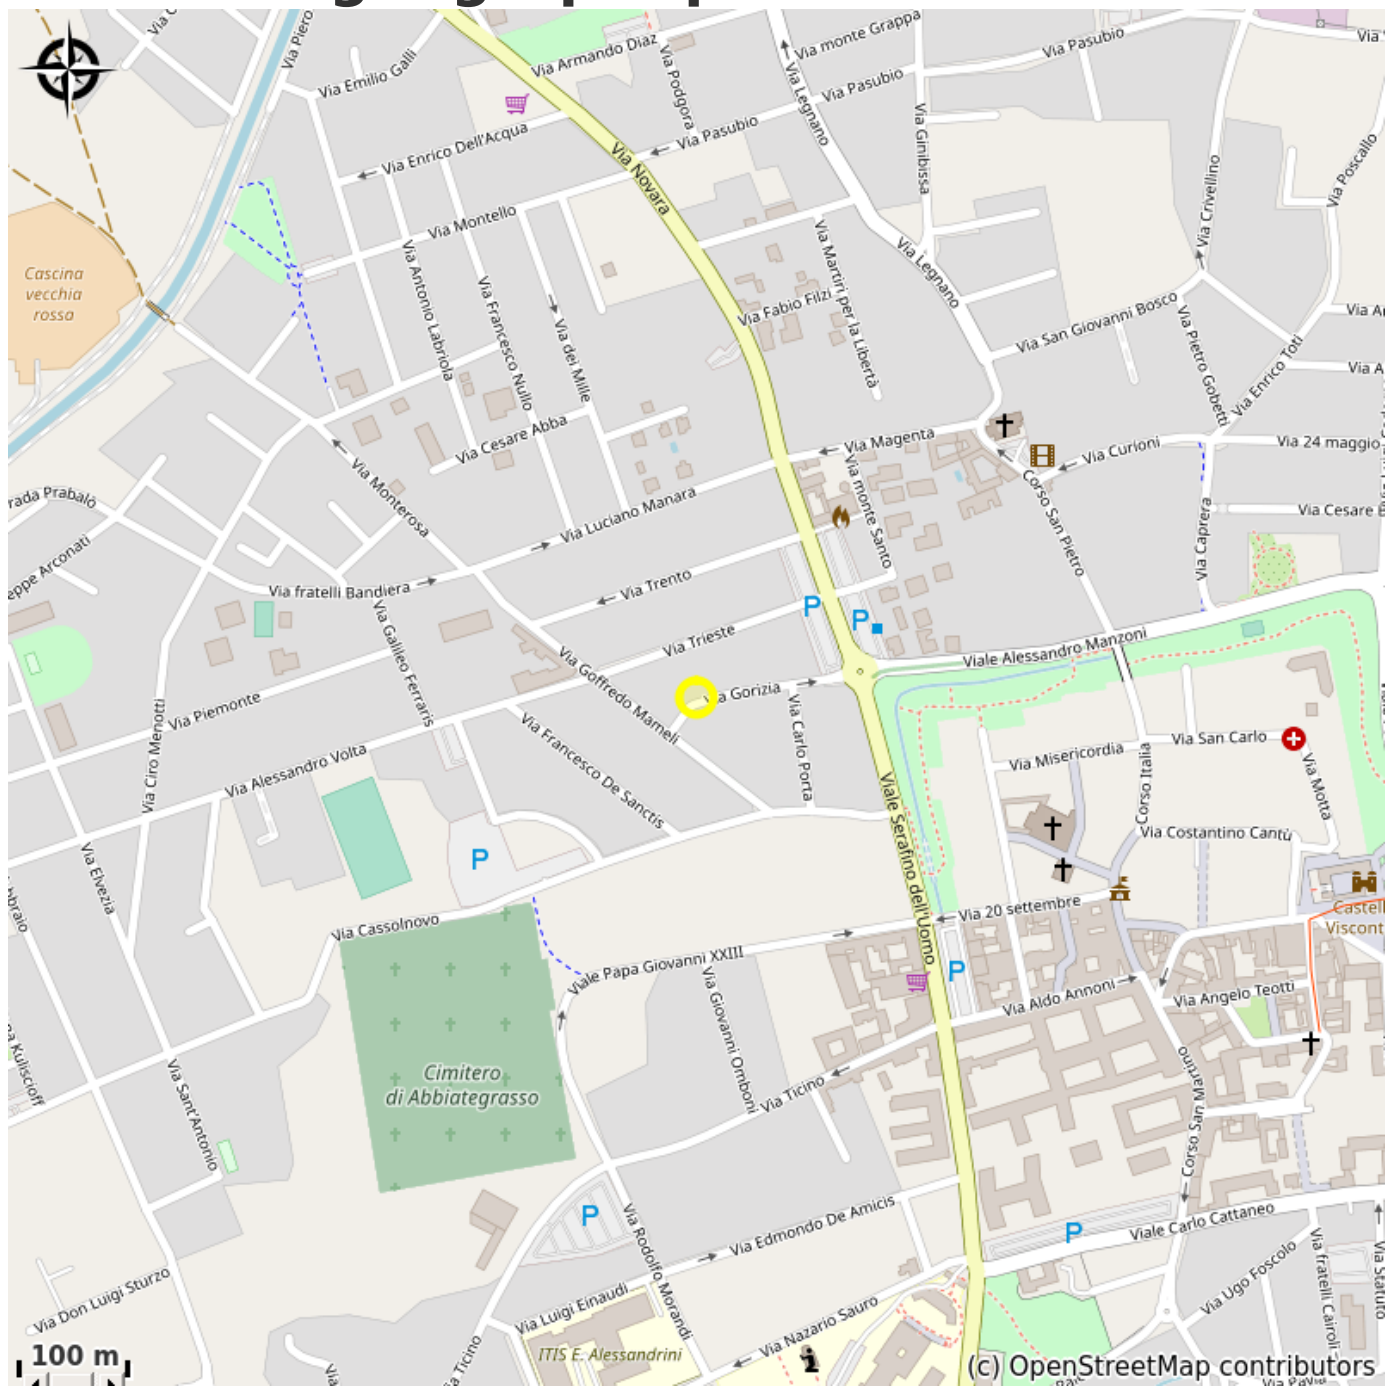 Via Emilio Galli
Via Armando Diaz
Via Podgora
Via monte Grappa
Via Pasubio
Via Legnano
Via Pasubio
Via Enrico Dell'Acqua
Via Pasubio
Via Novara
Via Ginibissa
Via Crivellino
Via Poscallo
Via Montello
Via Antonio Labriola
Via Francesco Nullo
Via dei Mille
Via Martiri per la Libertà
Via Legnano
Cascina
vecchia
rossa
Via Fabio Filzi
Via San Giovanni Bosco
Via Pietro Gobetti
Via Enrico Toti
Via Cesare Abba
Via Magenta
Via Curioni
Via 24 maggio
Via Monterosa
Via Luciano Manara
Via monte Santo
Corso San Pietro
Via Caprera
Via fratelli Bandiera
Via Trento
Via Galileo Ferraris
Via Trieste
P
P
Via Goffredo Mameli
Viale Alessandro Manzoni
Via Piemonte
Via Ciro Menotti
Via Gorizia
Via Carlo Porta
Via Francesco De Sanctis
Via Alessandro Volta
Via Misericordia
Via San Carlo
Corso Italia
Via Motta
Via Costantino Cantù
Viale Serafino dell'Uomo
P
Via Elvezia
Via Cassolnovo
Via 20 settembre
Viale Papa Giovanni XXIII
P
Via Giovanni Omboni
Via Aldo Annoni
Via Angelo Teotti
Cimitero
di Abbiategrasso
Via Ticino
Via Sant'Antonio
Corso San Martino
P
Via Rodolfo Morandi
Via Edmondo De Amicis
P
Viale Carlo Cattaneo
Via Ugo Foscolo
Via fratelli Cairoli
Via Statuto
Via Don Luigi Sturzo
Via Luigi Einaudi
Via Nazario Sauro
ITIS E. Alessandrini
100 m
(c) OpenStreetMap contributors